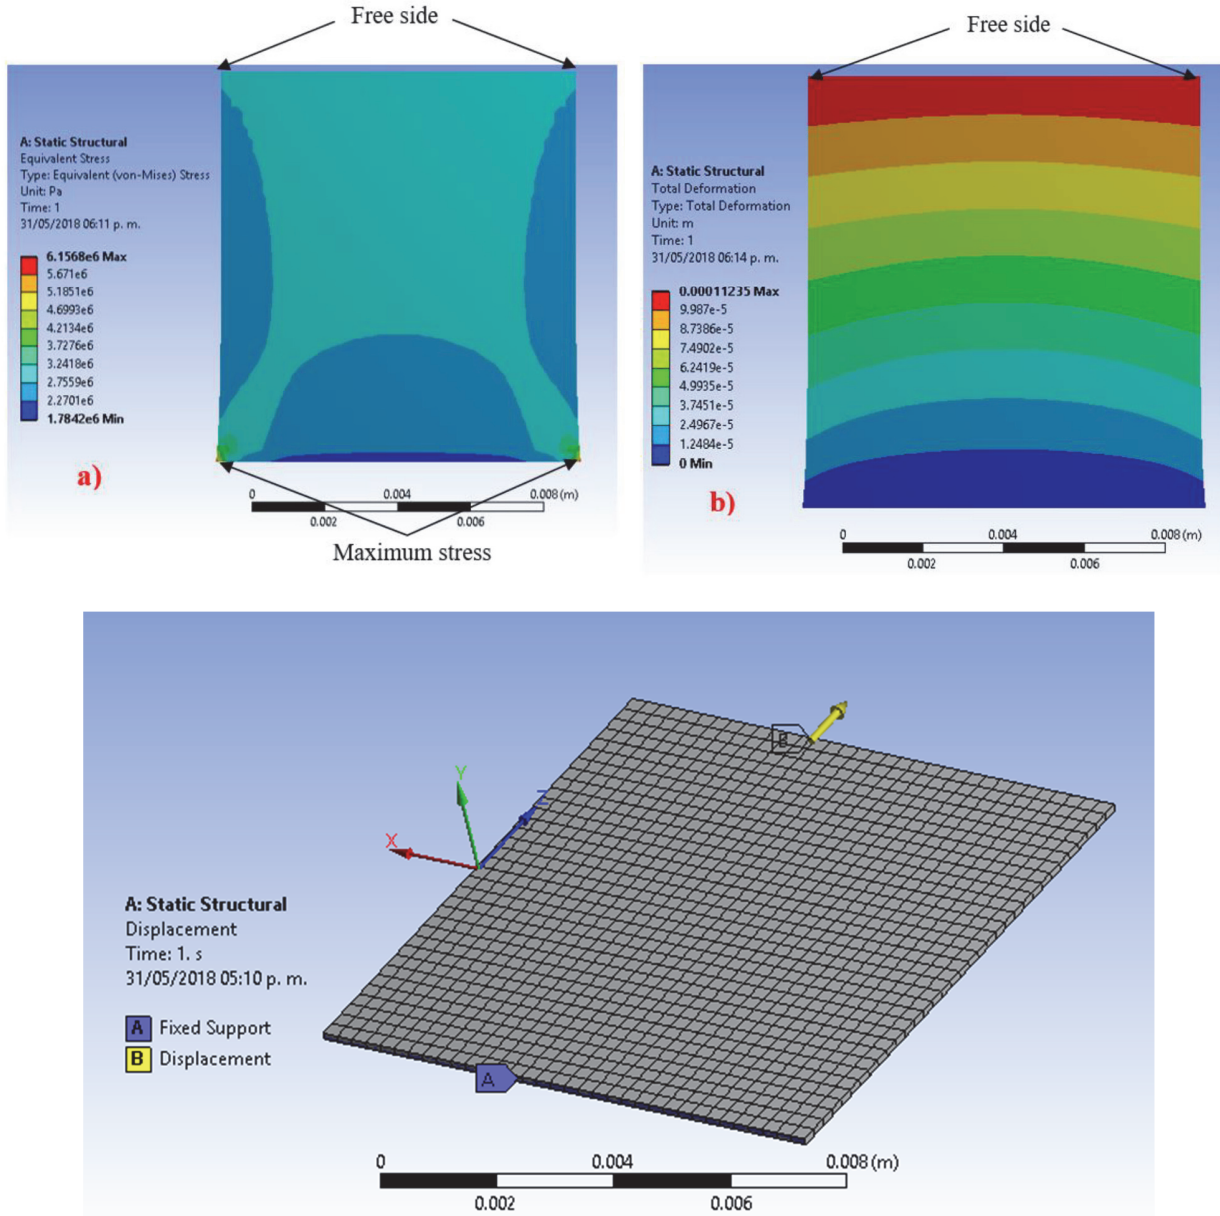 Free side
A: Static Structural
Equivalent Stress
Type: Equivalent (von-Mises) Stress
Unit: Pa
Time: 1
31/05/2018 06:11 p. m.
6.1568e6 Max
5.671e6
5.1851e6
4.6993e6
4.2134e6
3.7276e6
3.2418e6
2.7559e6
2.2701e6
1.7842e6 Min
a)
0
0.004
0.008 (m)
0.002
0.006
Maximum stress
Free side
A: Static Structural
Total Deformation
Type: Total Deformation
Unit: m
Time: 1
31/05/2018 06:14 p. m.
0.00011235 Max
9.987e-5
8.7386e-5
7.4902e-5
6.2419e-5
4.9935e-5
3.7451e-5
2.4967e-5
1.2484e-5
0 Min
b)
0
0.004
0.008 (m)
0.002
0.006
B
Y
Z
X
A: Static Structural
Displacement
Time: 1. s
31/05/2018 05:10 p. m.
A Fixed Support
B Displacement
A
0
0.004
0.008 (m)
0.002
0.006